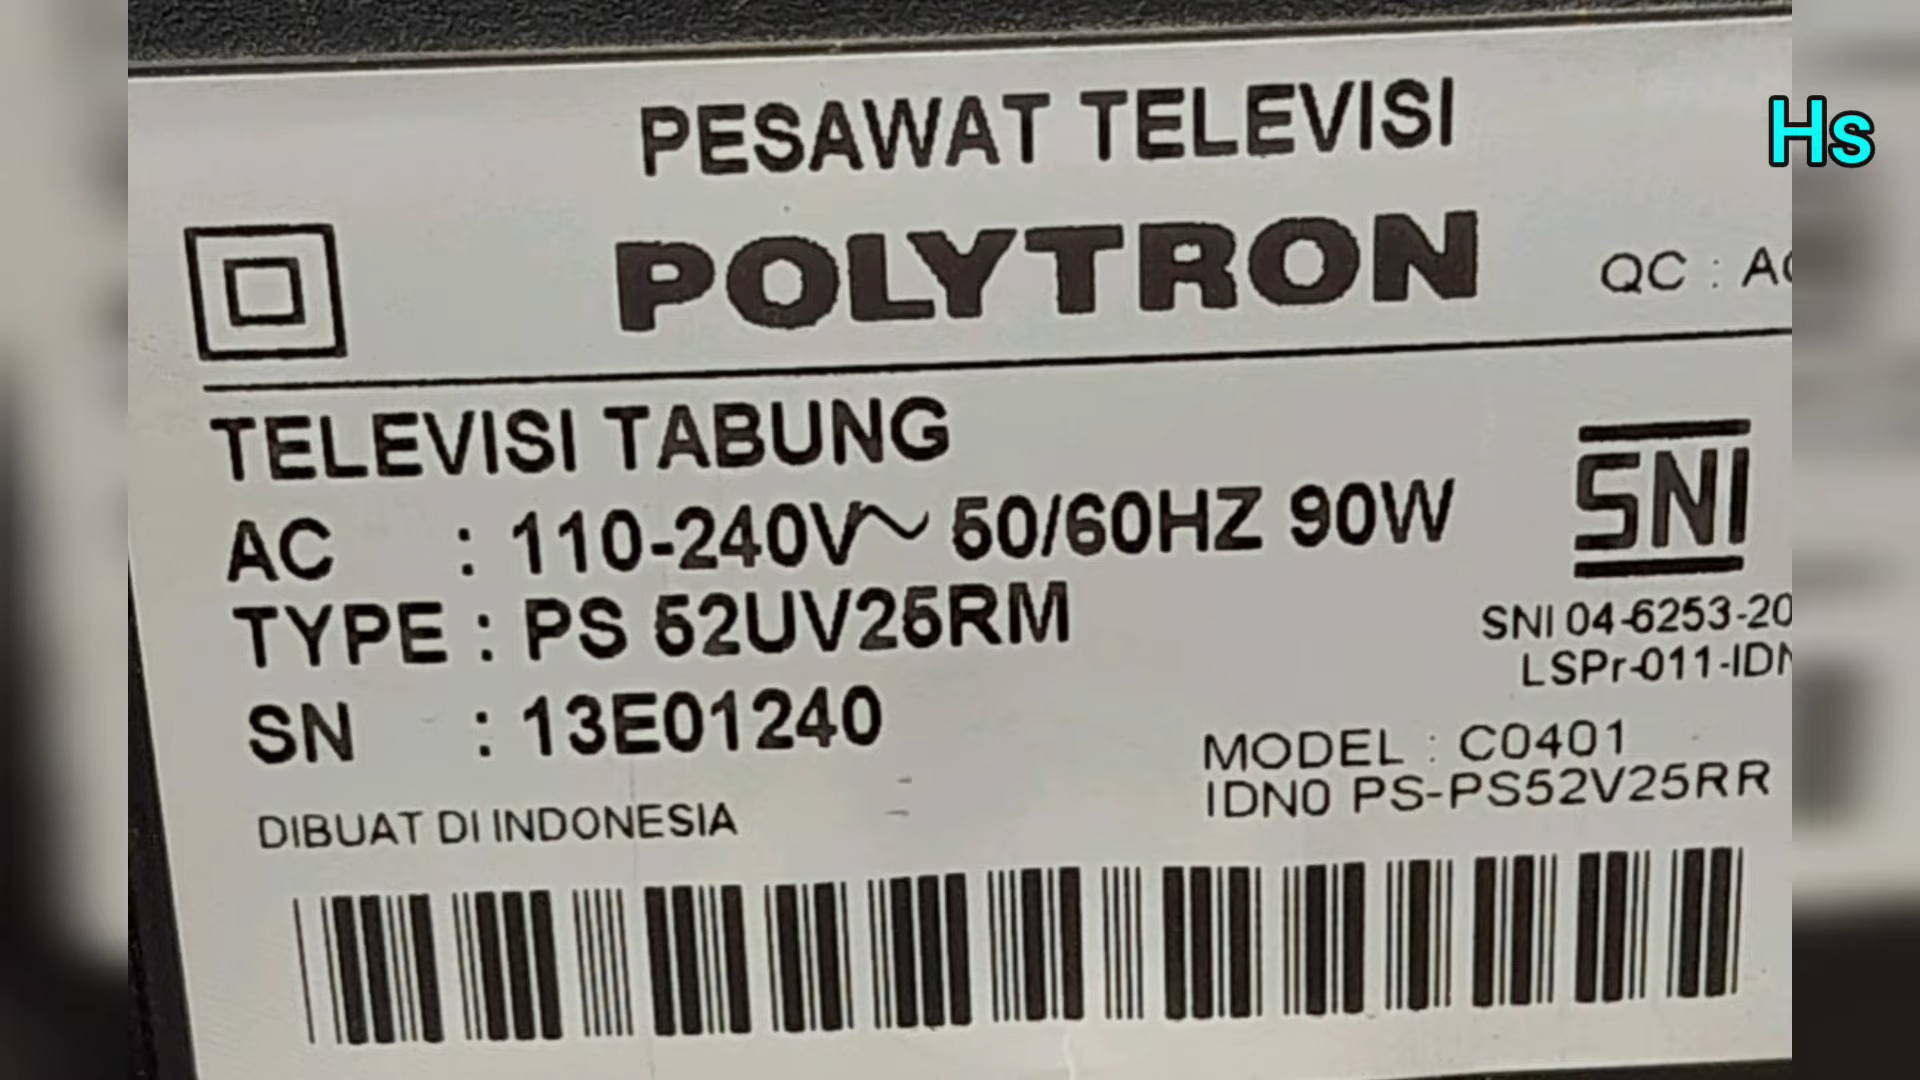 PESAWAT TELEVISI
Hs
POLYTRON
QC :
TELEVISI TABUNG
AC : 110-240V~ 50/60HZ 90W
SNI
TYPE : PS 52UV25RM
SNI 04-6253-20
LSPr-011-IDN
SN : 13E01240
MODEL : C0401
IDN0 PS-PS52V25RR
DIBUAT DI INDONESIA